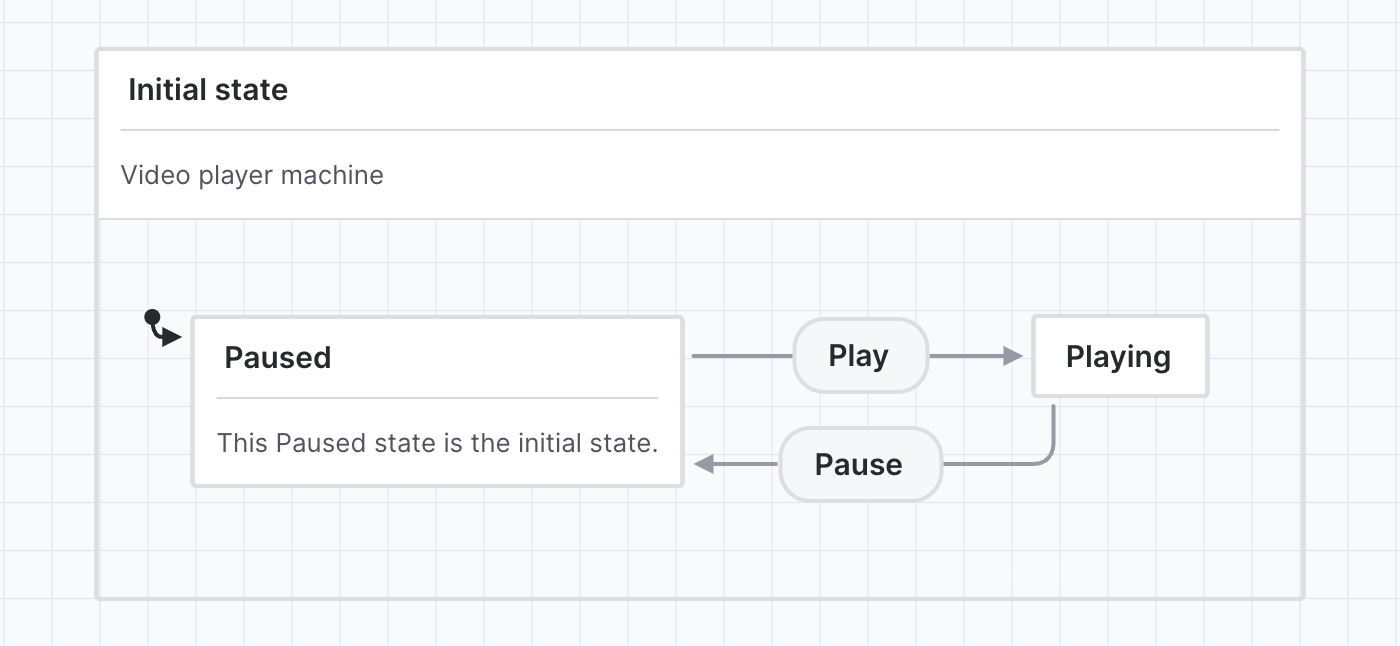 Initial state
Video player machine
Paused
This Paused state is the initial state.
Play
Playing
Pause